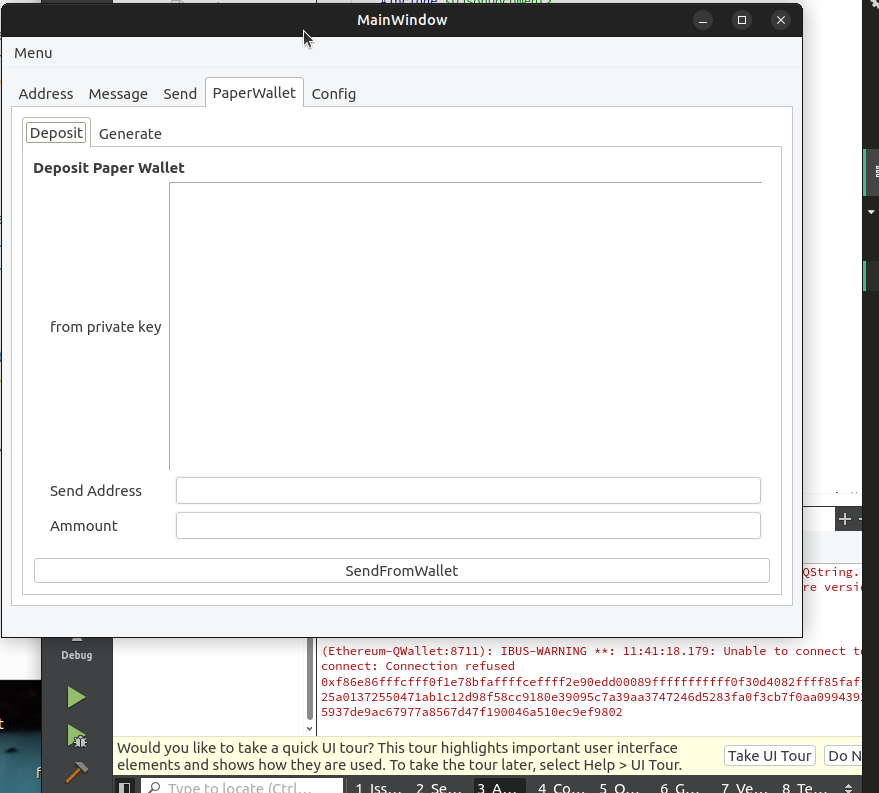 MainWindow
Menu
Address Message Send PaperWallet Config
Deposit Generate
Deposit Paper Wallet
from private key
Send Address
Ammount
SendFromWallet
QString.
re versio
(Ethereum-QWallet:8711): IBUS-WARNING **: 11:41:18.179: Unable to connect to
connect: Connection refused
0xf86e86fffcfff0f1e78bfaffffceffff2e90edd00089fffffffffff0f30d4082ffff85faff
25a01372550471ab1c12d98f58cc9180e39095c7a39aa3747246d5283fa0f3cb7f0aa099439
5937de9ac67977a8567d47f190046a510ec9ef9802
Debug
Would you like to take a quick UI tour? This tour highlights important user interface
elements and shows how they are used. To take the tour later, select Help > UI Tour.
Take UI Tour Do N
Type to locate (Ctrl... 1 Iss... 2 Se... 3 A... 4 Co... 5 Q... 6 G... 7 Ve... 8 Te...